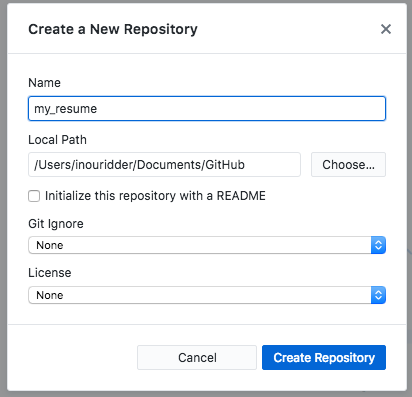 Create a New Repository
Name
my_resume
Local Path
/Users/inouridder/Documents/GitHub
Choose...
Initialize this repository with a README
Git Ignore
None
License
None
Cancel
Create Repository